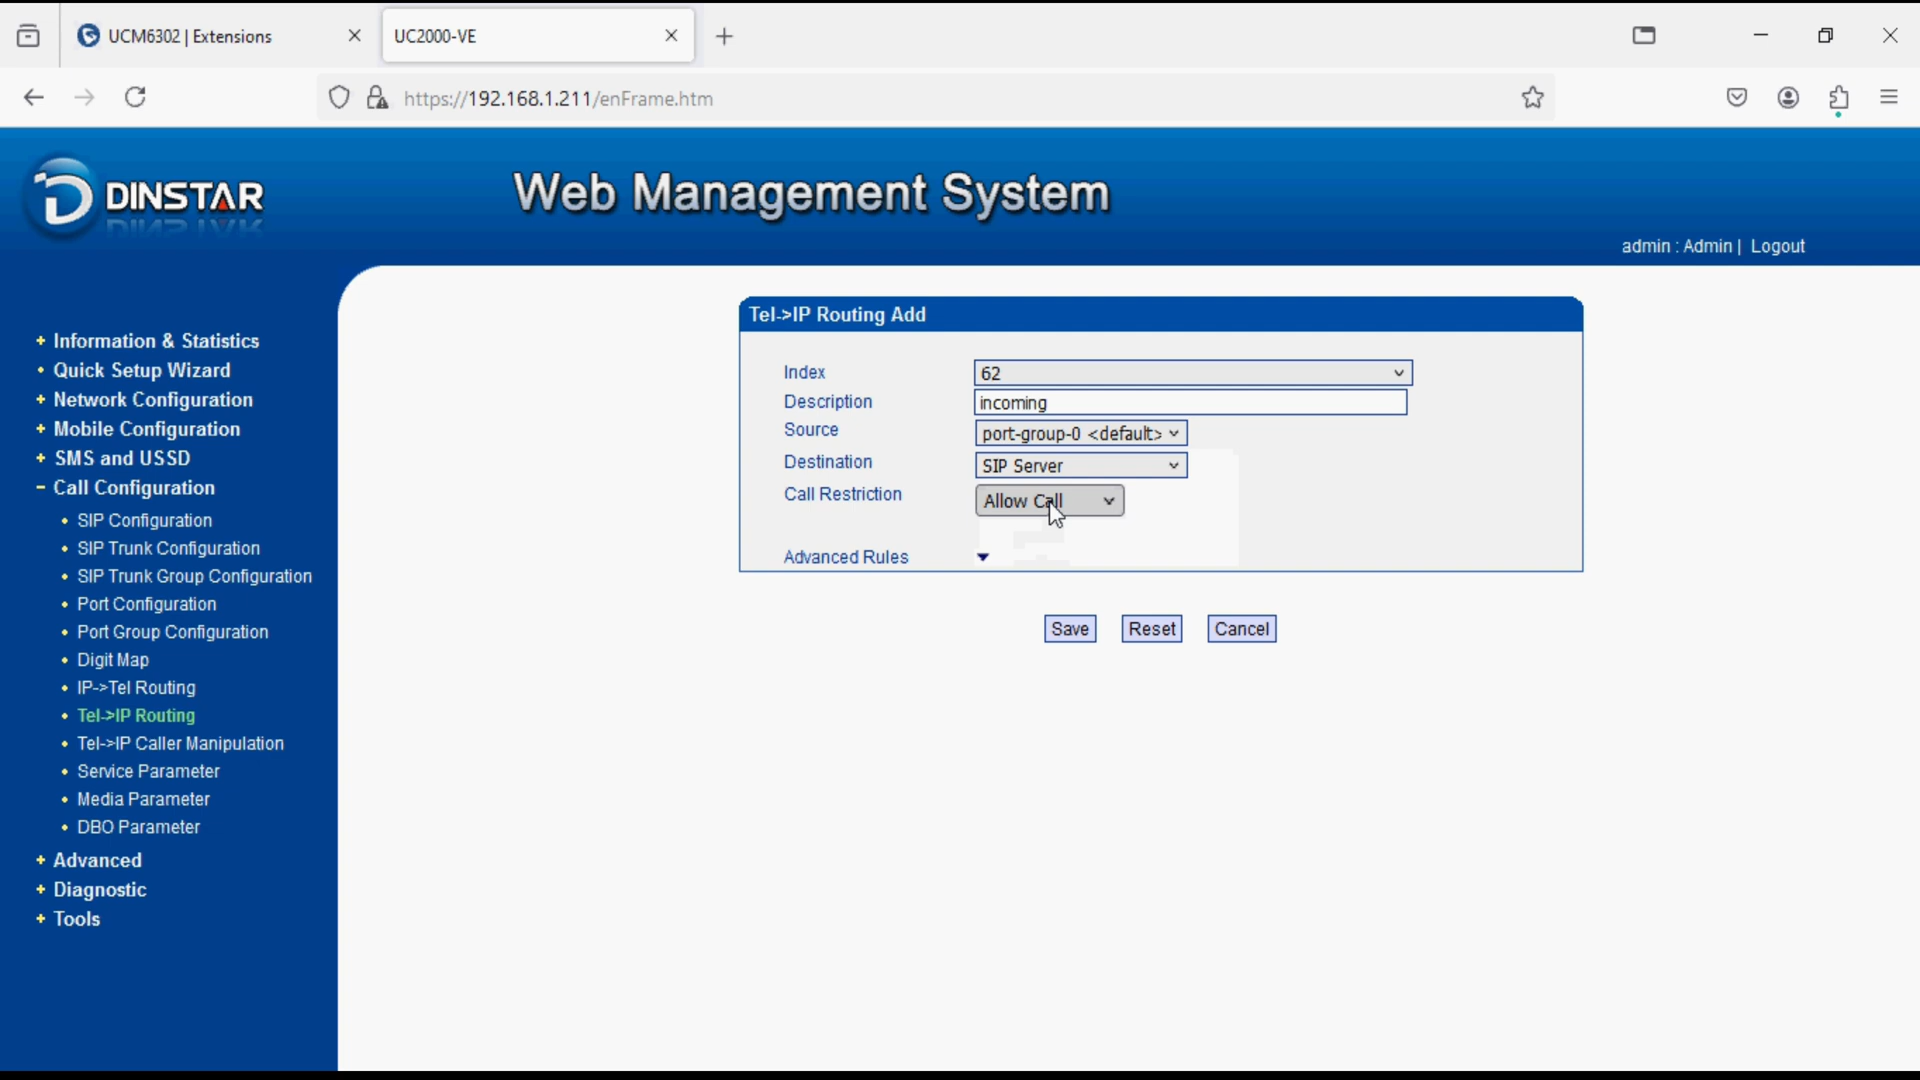 UCM6302 | Extensions
UC2000-VE
https://192.168.1.211/enFrame.htm
DINSTAR
Web Management System
admin : Admin | Logout
+ Information & Statistics
• Quick Setup Wizard
+ Network Configuration
+ Mobile Configuration
+ SMS and USSD
- Call Configuration
• SIP Configuration
• SIP Trunk Configuration
• SIP Trunk Group Configuration
• Port Configuration
• Port Group Configuration
• Digit Map
• IP->Tel Routing
• Tel->IP Routing
• Tel->IP Caller Manipulation
• Service Parameter
• Media Parameter
• DBO Parameter
+ Advanced
+ Diagnostic
+ Tools
Tel->IP Routing Add
Index 62
Description incoming
Source port-group-0 <default>
Destination SIP Server
Call Restriction Allow Call
Advanced Rules
Save Reset Cancel